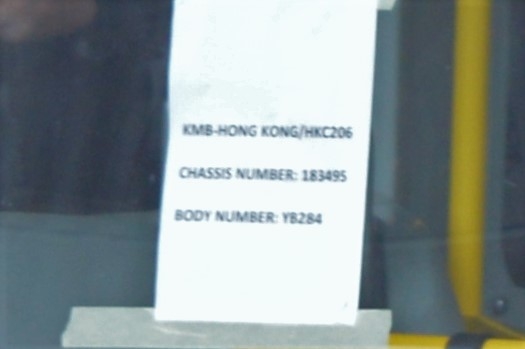 KMB-HONG KONG/HKC206
CHASSIS NUMBER: 183495
BODY NUMBER: YB284